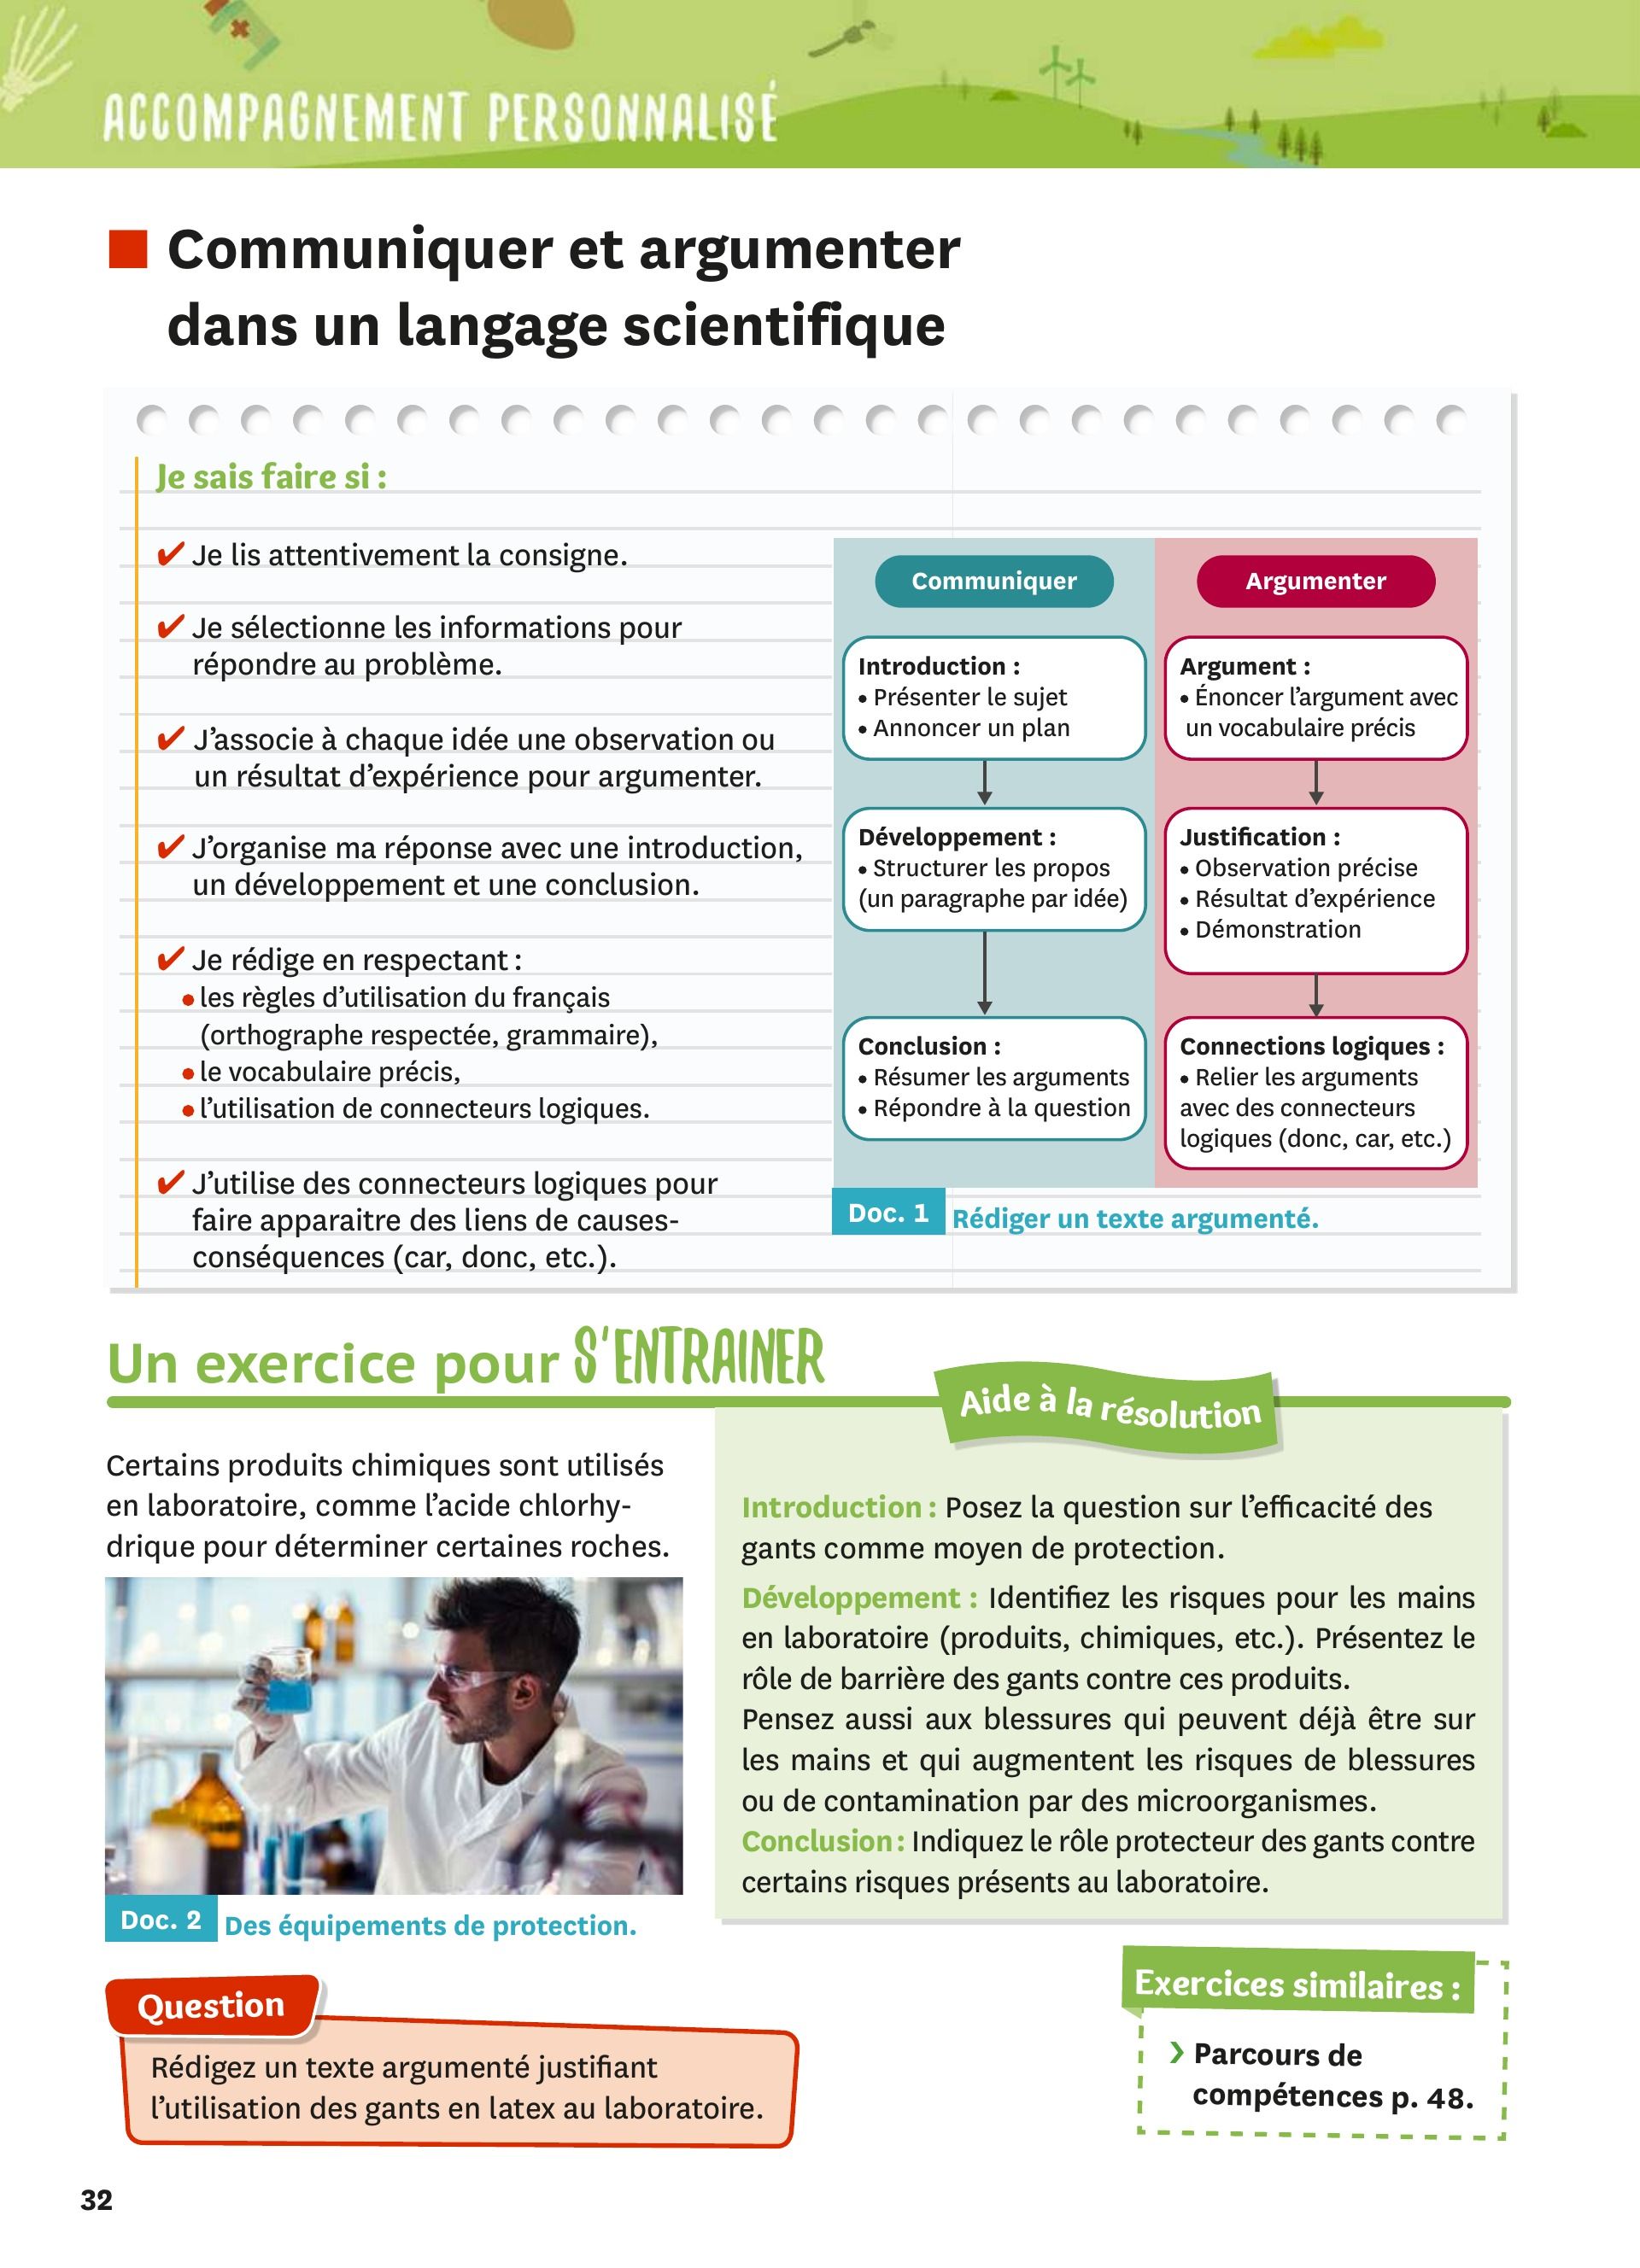 ACCOMPAGNEMENT PERSONNALISÉ
Communiquer et argumenter
dans un langage scientifique
Je sais faire si :
✔ Je lis attentivement la consigne.
✔ Je sélectionne les informations pour
répondre au problème.
✔ J'associe à chaque idée une observation ou
un résultat d'expérience pour argumenter.
✔ J'organise ma réponse avec une introduction,
un développement et une conclusion.
✔ Je rédige en respectant :
• les règles d'utilisation du français
(orthographe respectée, grammaire),
• le vocabulaire précis,
• l'utilisation de connecteurs logiques.
✔ J'utilise des connecteurs logiques pour
faire apparaitre des liens de causes-
conséquences (car, donc, etc.).
Communiquer
Introduction :
• Présenter le sujet
• Annoncer un plan
Développement :
• Structurer les propos
(un paragraphe par idée)
Conclusion :
• Résumer les arguments
• Répondre à la question
Argumenter
Argument :
• Énoncer l'argument avec
un vocabulaire précis
Justification :
• Observation précise
• Résultat d'expérience
• Démonstration
Connections logiques :
• Relier les arguments
avec des connecteurs
logiques (donc, car, etc.)
Doc. 1 Rédiger un texte argumenté.
Un exercice pour S'ENTRAINER
Certains produits chimiques sont utilisés
en laboratoire, comme l'acide chlorhy-
drique pour déterminer certaines roches.
Doc. 2 Des équipements de protection.
Aide à la résolution
Introduction : Posez la question sur l'efficacité des
gants comme moyen de protection.
Développement : Identifiez les risques pour les mains
en laboratoire (produits, chimiques, etc.). Présentez le
rôle de barrière des gants contre ces produits.
Pensez aussi aux blessures qui peuvent déjà être sur
les mains et qui augmentent les risques de blessures
ou de contamination par des microorganismes.
Conclusion : Indiquez le rôle protecteur des gants contre
certains risques présents au laboratoire.
Question
Rédigez un texte argumenté justifiant
l'utilisation des gants en latex au laboratoire.
Exercices similaires :
› Parcours de
compétences p. 48.
32